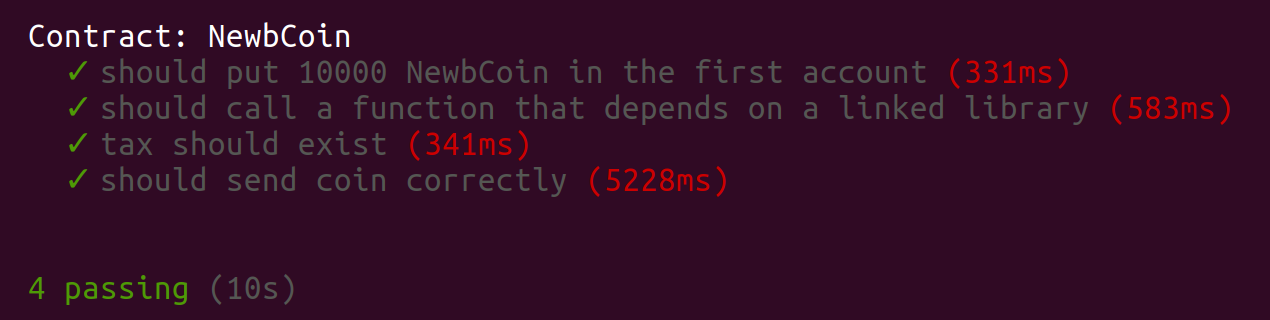 Contract: NewbCoin
✓ should put 10000 NewbCoin in the first account (331ms)
✓ should call a function that depends on a linked library (583ms)
✓ tax should exist (341ms)
✓ should send coin correctly (5228ms)
4 passing (10s)